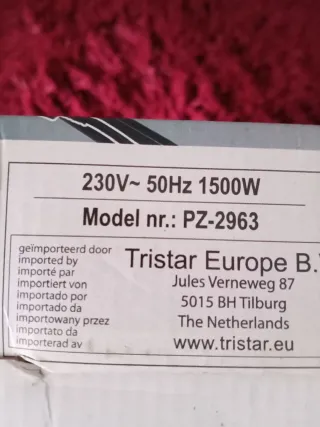 230V~ 50Hz 1500W
Model nr.: PZ-2963
geïmporteerd door
imported by
importé par
importiert von
importado por
importado da
importowany przez
importato da
importerad av
Tristar Europe B.V
Jules Verneweg 87
5015 BH Tilburg
The Netherlands
www.tristar.eu